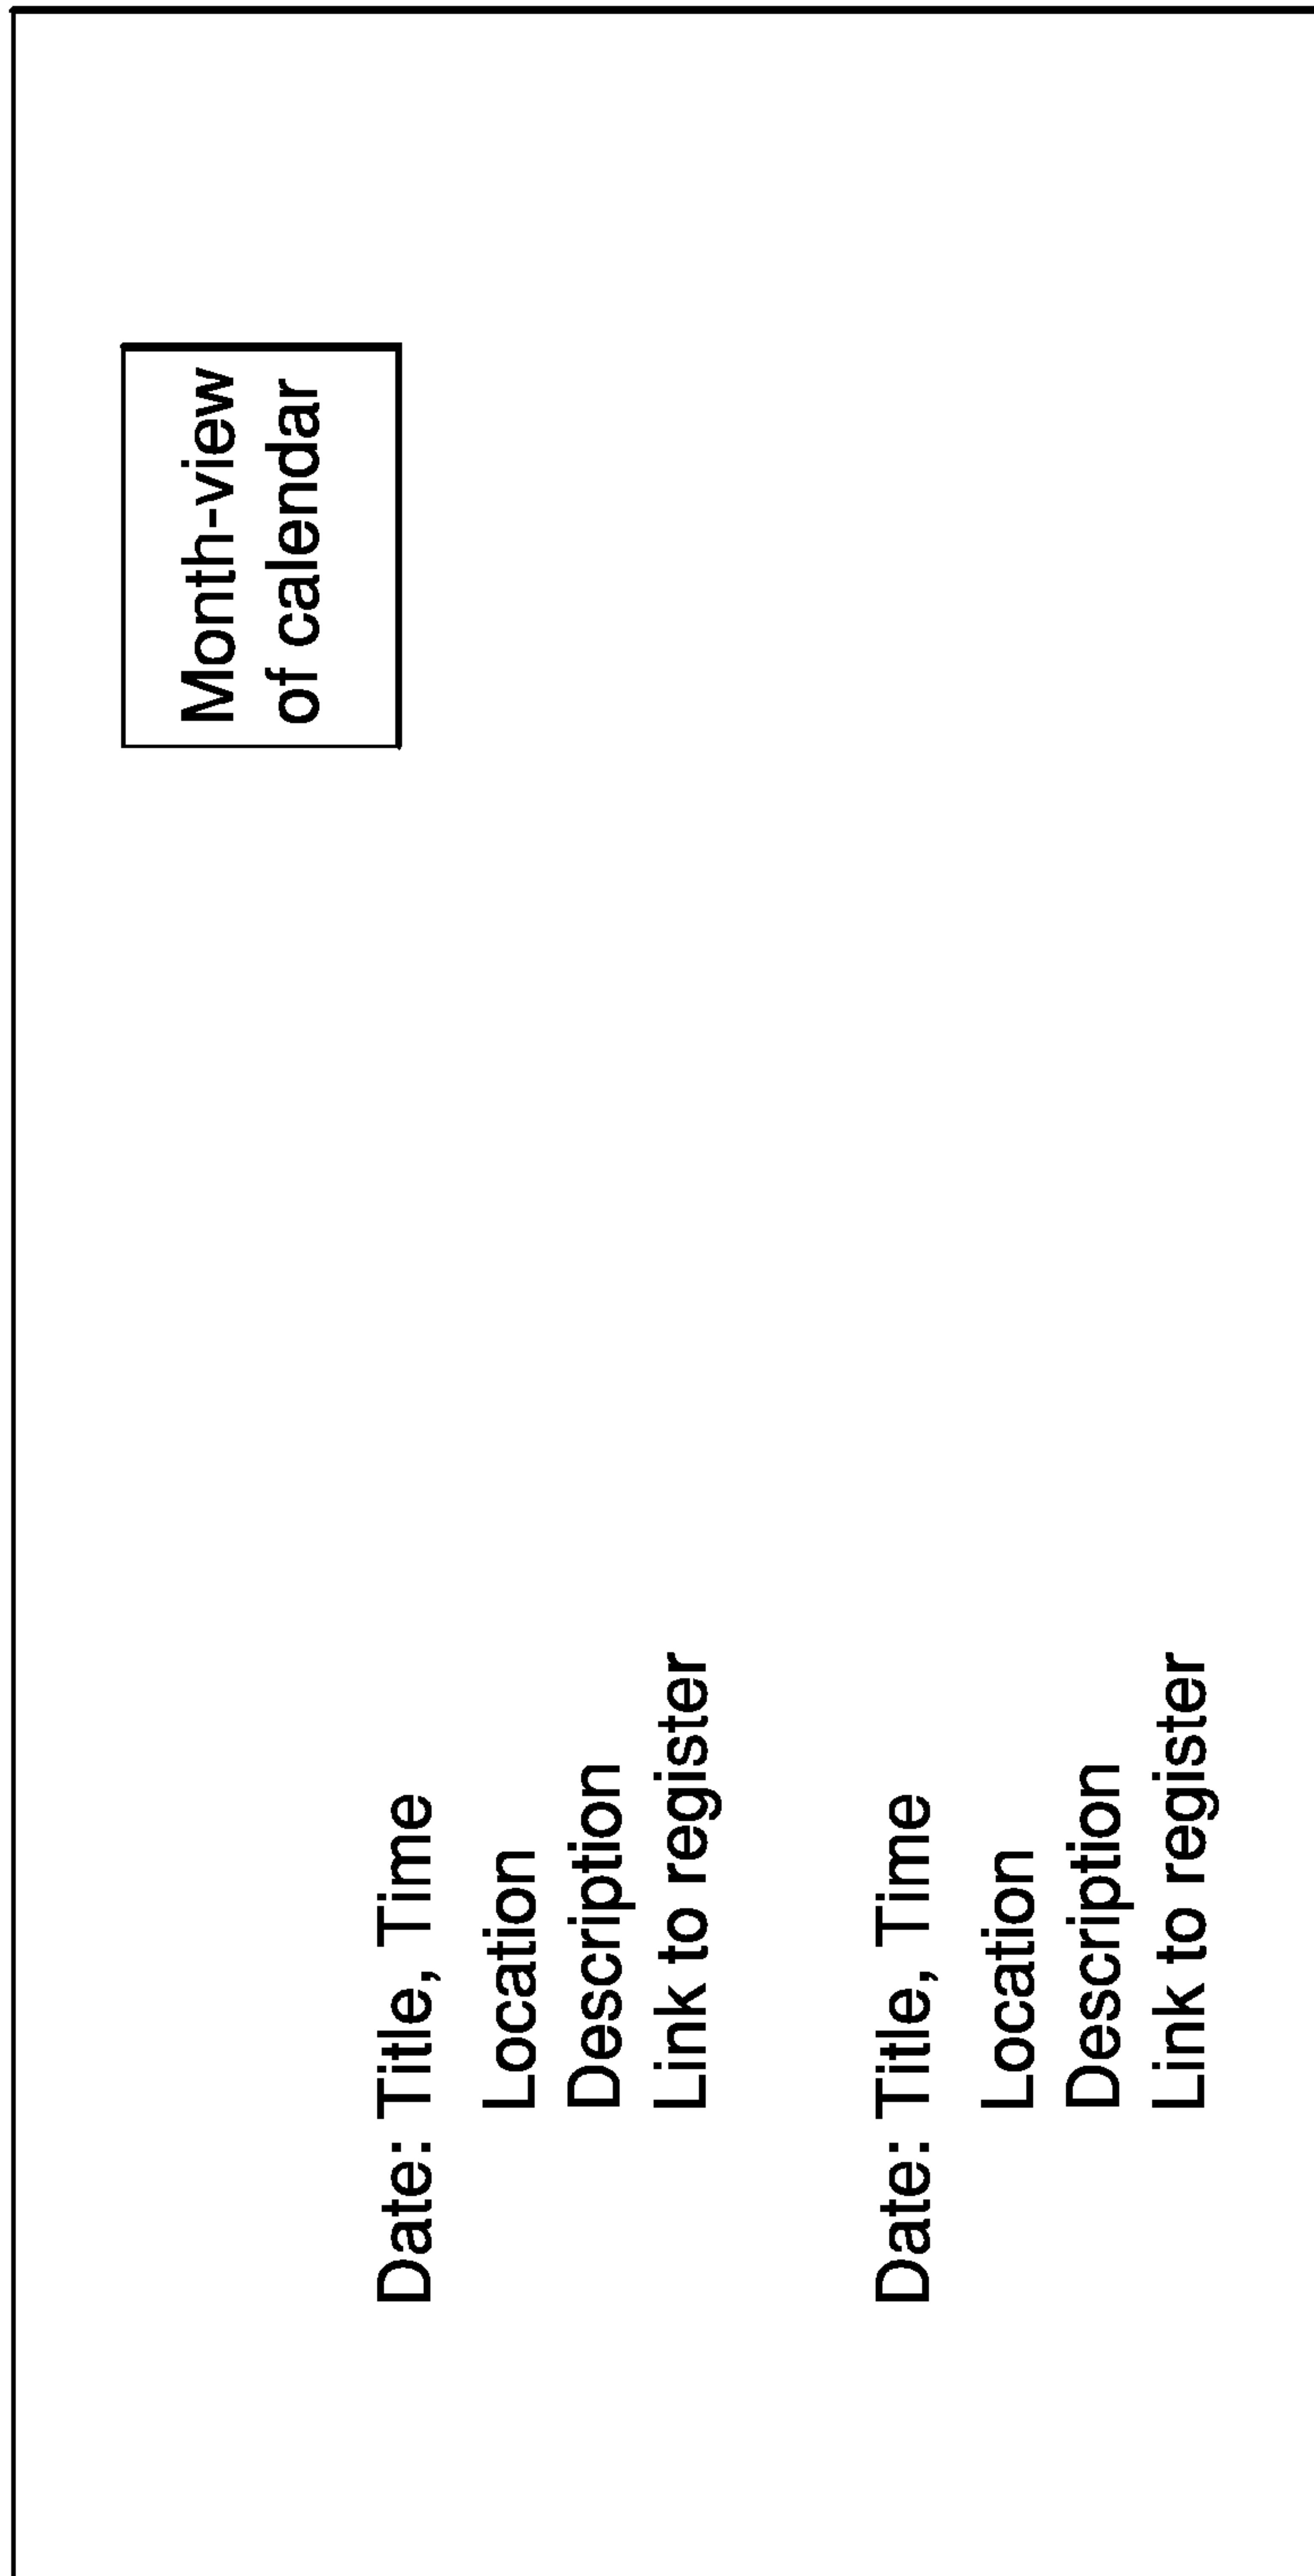 Month-view
of calendar
Date: Title, Time
Location
Description
Link to register
Date: Title, Time
Location
Description
Link to register